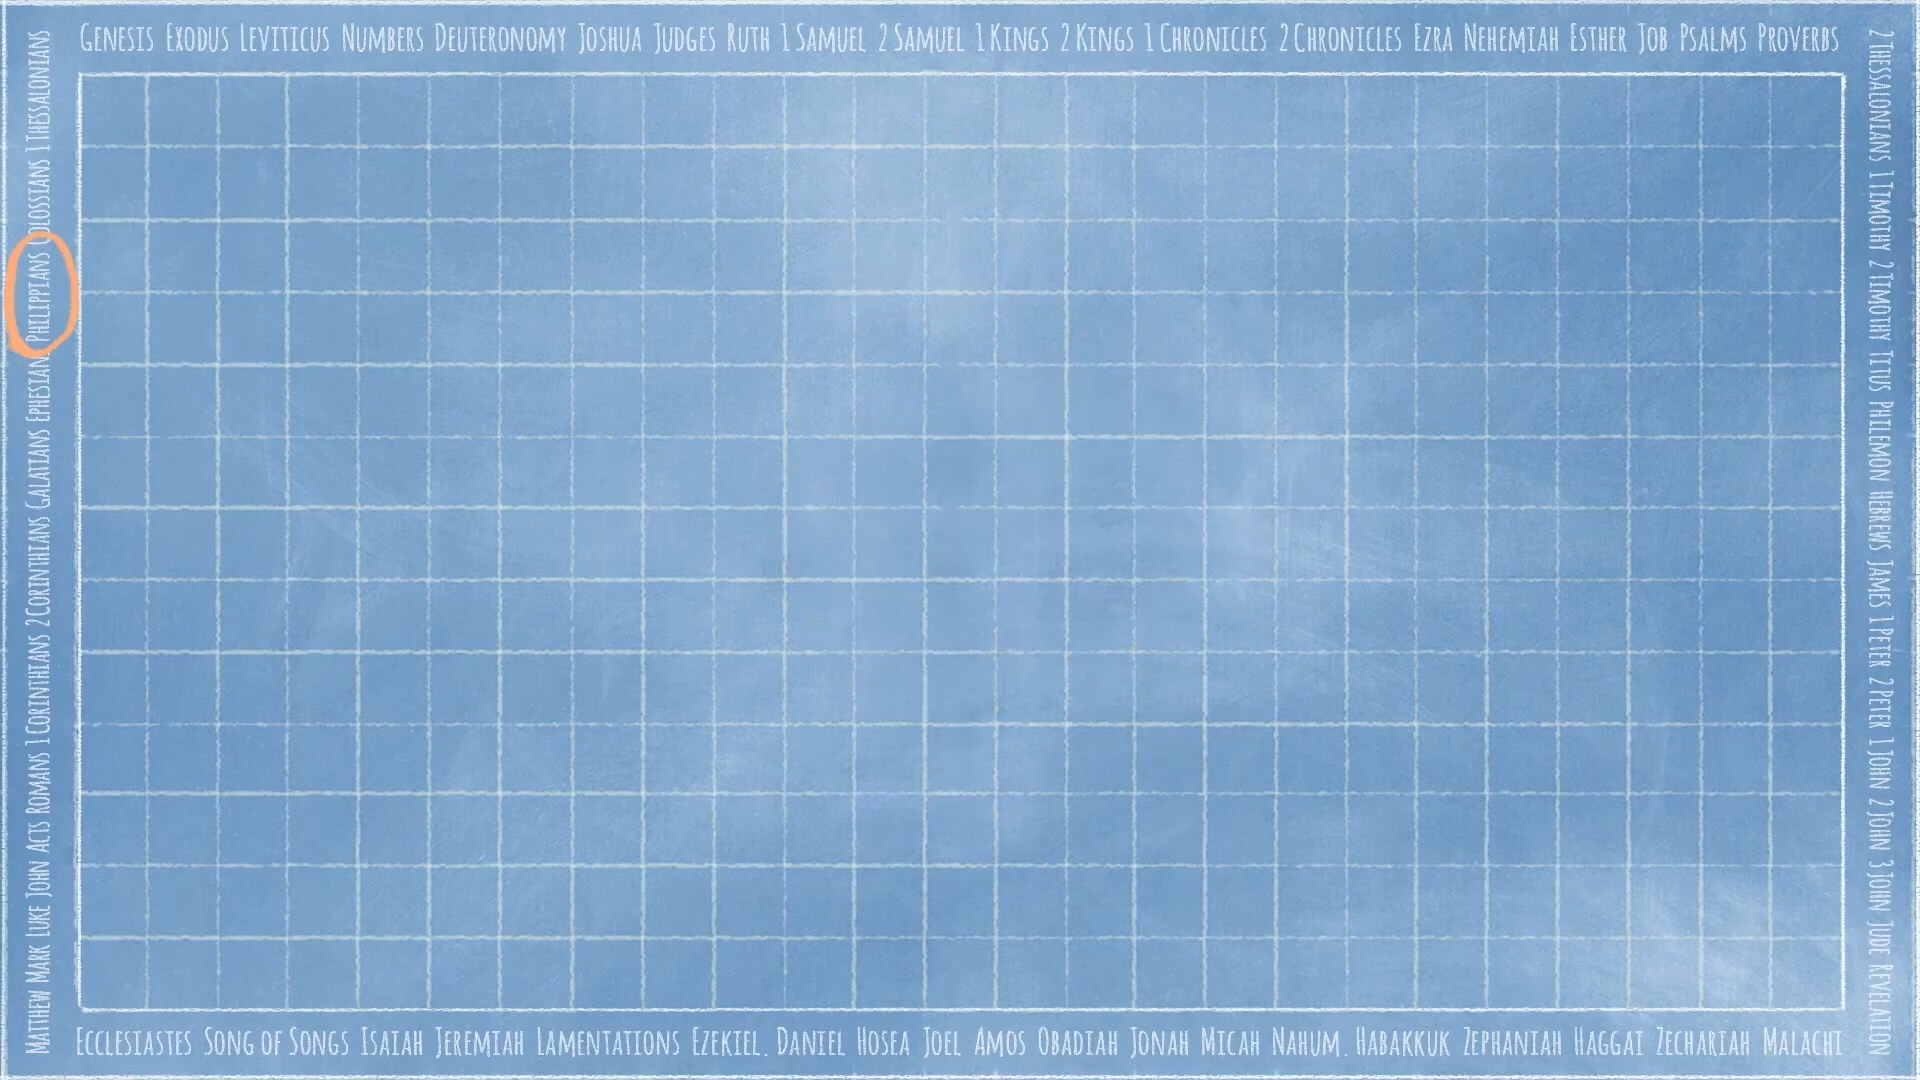 Genesis Exodus Leviticus Numbers Deuteronomy Joshua Judges Ruth 1 Samuel 2 Samuel 1 Kings 2 Kings 1 Chronicles 2 Chronicles Ezra Nehemiah Esther Job Psalms Proverbs
Ecclesiastes Song of Songs Isaiah Jeremiah Lamentations Ezekiel. Daniel Hosea Joel Amos Obadiah Jonah Micah Nahum. Habakkuk Zephaniah Haggai Zechariah Malachi
Matthew Mark Luke John Acts Romans 1 Corinthians 2 Corinthians Galatians Ephesians Philippians Colossians 1 Thessalonians
2 Thessalonians 1 Timothy 2 Timothy Titus Philemon Hebrews James 1 Peter 2 Peter 1 John 2 John 3 John Jude Revelation